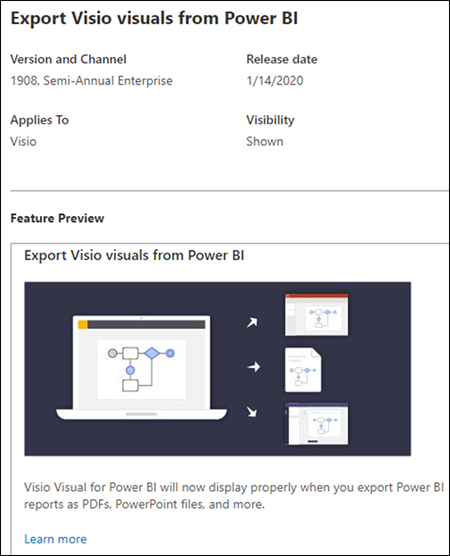 Export Visio visuals from Power BI
Version and Channel
1908, Semi-Annual Enterprise
Release date
1/14/2020
Applies To
Visio
Visibility
Shown
Feature Preview
Export Visio visuals from Power BI
Visio Visual for Power BI will now display properly when you export Power BI
reports as PDFs, PowerPoint files, and more.
Learn more